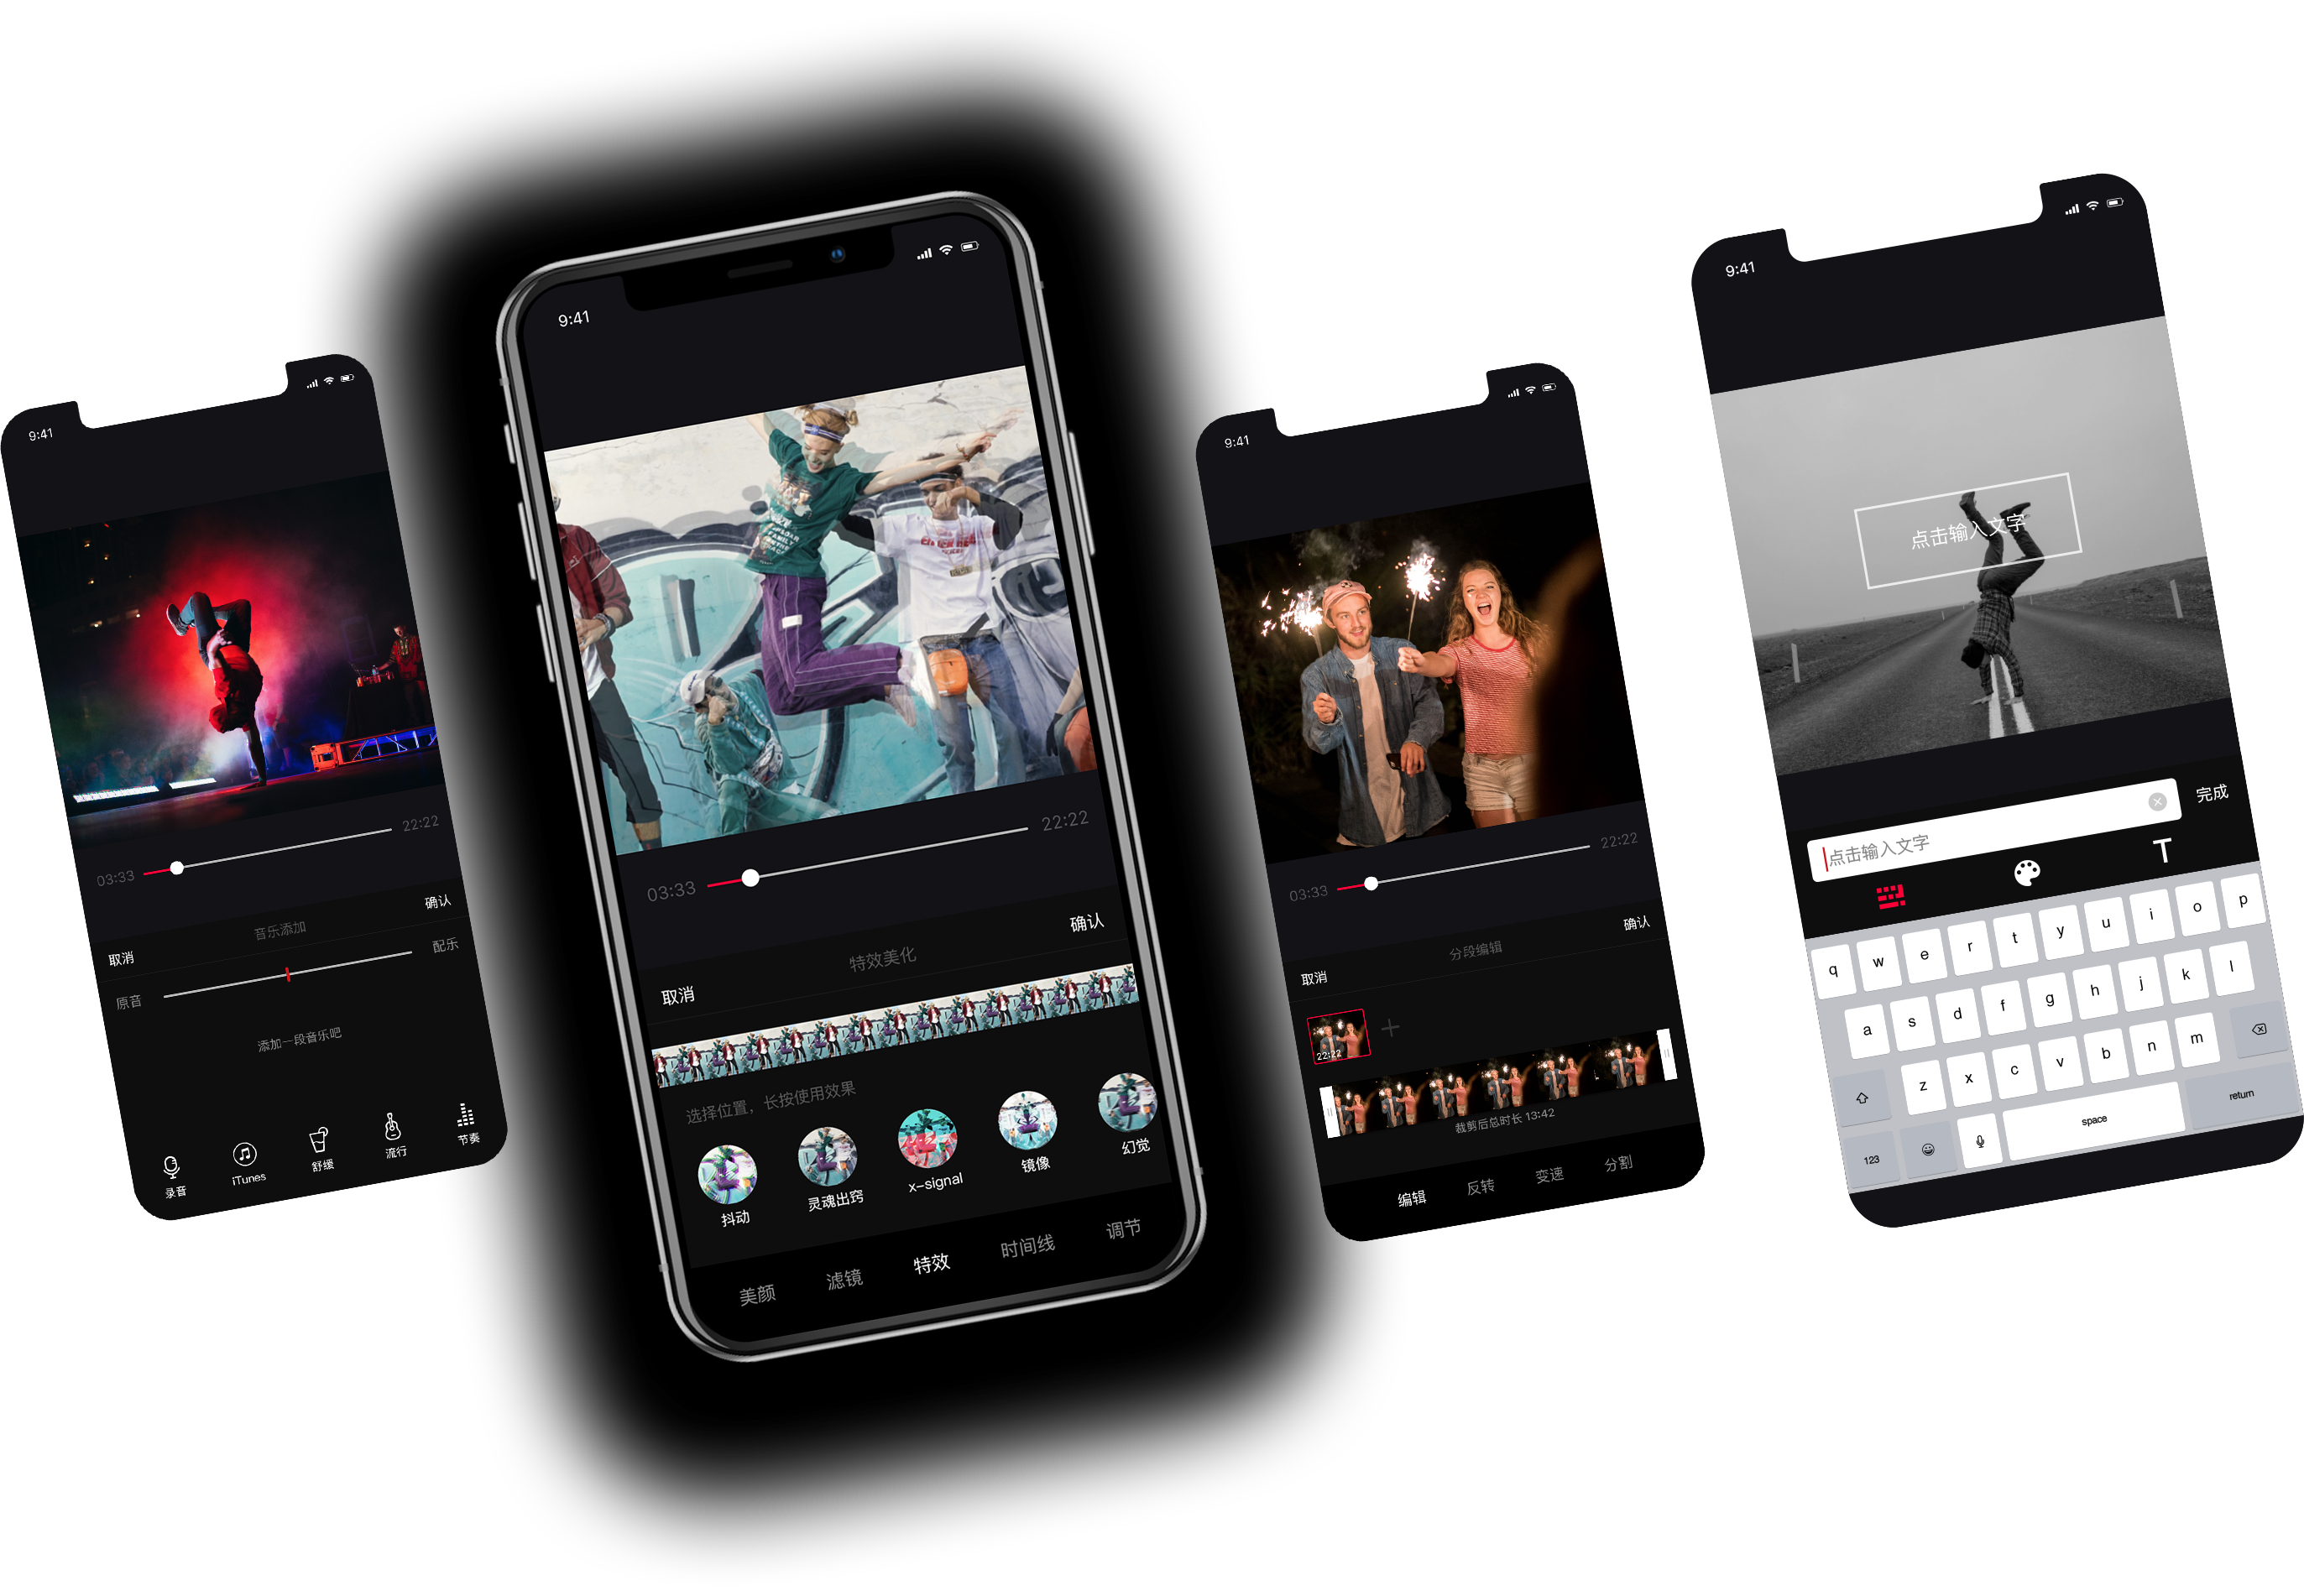 9:41
03:33
22:22
取消
音乐添加
确认
原音
配乐
添加一段音乐吧
录音
iTunes
舒缓
流行
节奏
9:41
03:33
22:22
取消
特效美化
确认
选择位置，长按使用效果
抖动
灵魂出窍
x-signal
镜像
幻觉
美颜
滤镜
特效
时间线
调节
9:41
03:33
22:22
取消
分段编辑
确认
22:22
裁剪后总时长 13:42
编辑
反转
变速
分割
9:41
点击输入文字
点击输入文字
完成
T
q w e r t y u i o p
a s d f g h j k l
z x c v b n m
123
space
return